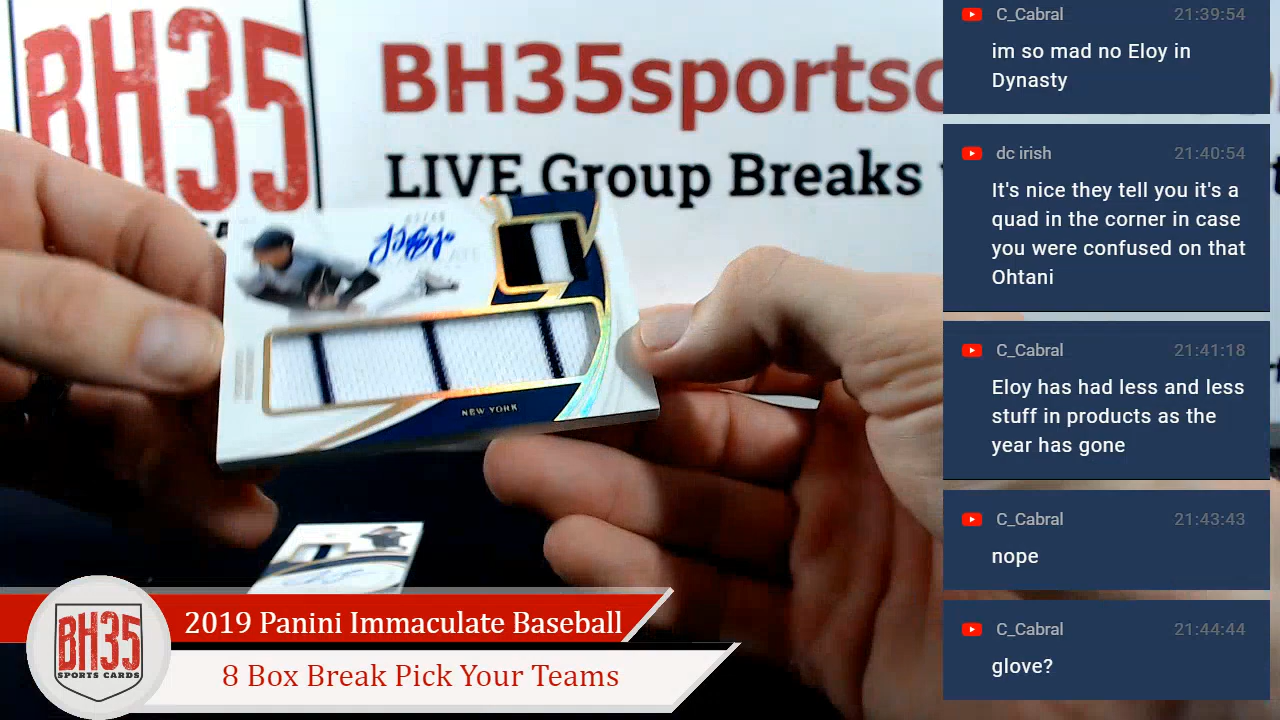 BH35
BH35sportsc
LIVE Group Breaks
NEW YORK
BH35
SPORTS CARDS
2019 Panini Immaculate Baseball
8 Box Break Pick Your Teams
C_Cabral 21:39:54
im so mad no Eloy in
Dynasty
dc irish 21:40:54
It's nice they tell you it's a
quad in the corner in case
you were confused on that
Ohtani
C_Cabral 21:41:18
Eloy has had less and less
stuff in products as the
year has gone
C_Cabral 21:43:43
nope
C_Cabral 21:44:44
glove?